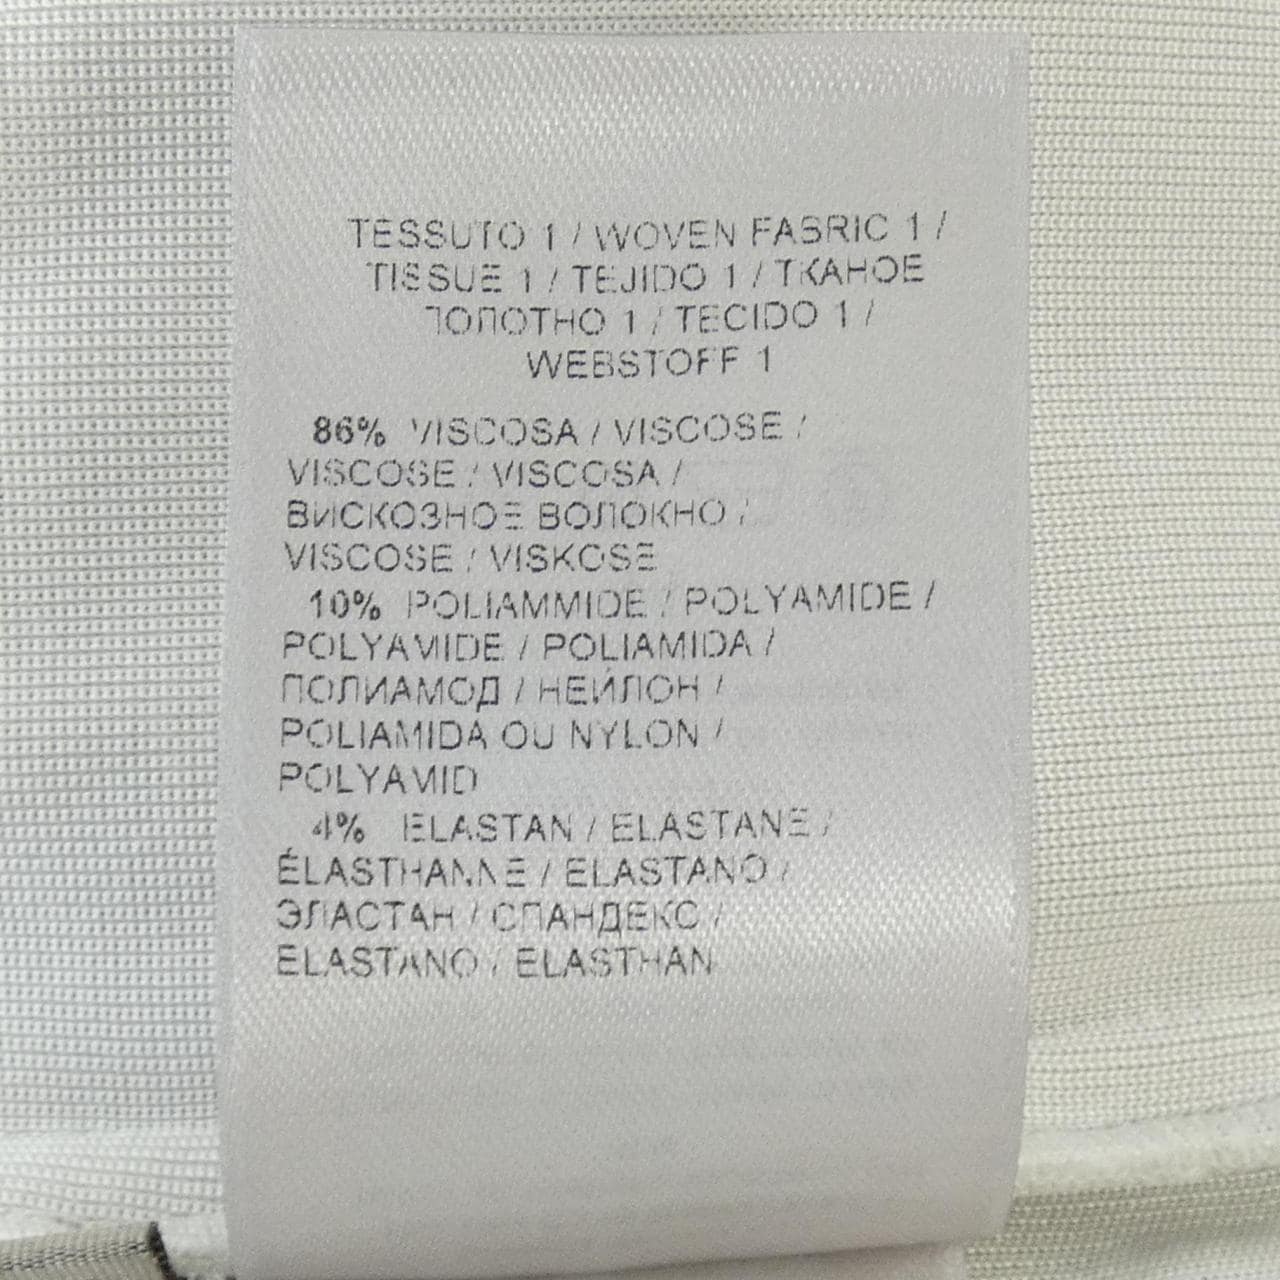 TESSUTO 1 / WOVEN FABRIC 1 /
TISSUE 1 / TEJIDO 1 / ТКАНОЕ
ПОЛОТНО 1 / TECIDO 1 /
WEBSTOFF 1
86% VISCOSA / VISCOSE /
VISCOSE / VISCOSA /
ВИСКОЗНОЕ ВОЛОКНО /
VISCOSE / VISKOSE
10% POLIAMMIDE / POLYAMIDE /
POLYAMIDE / POLIAMIDA /
ПОЛИАМОД / НЕЙЛОН /
POLIAMIDA OU NYLON /
POLYAMID
4% ELASTAN / ELASTANE /
ÉLASTHANNE / ELASTANO /
ЭЛАСТАН / СПАНДЕКС /
ELASTANO / ELASTHAN